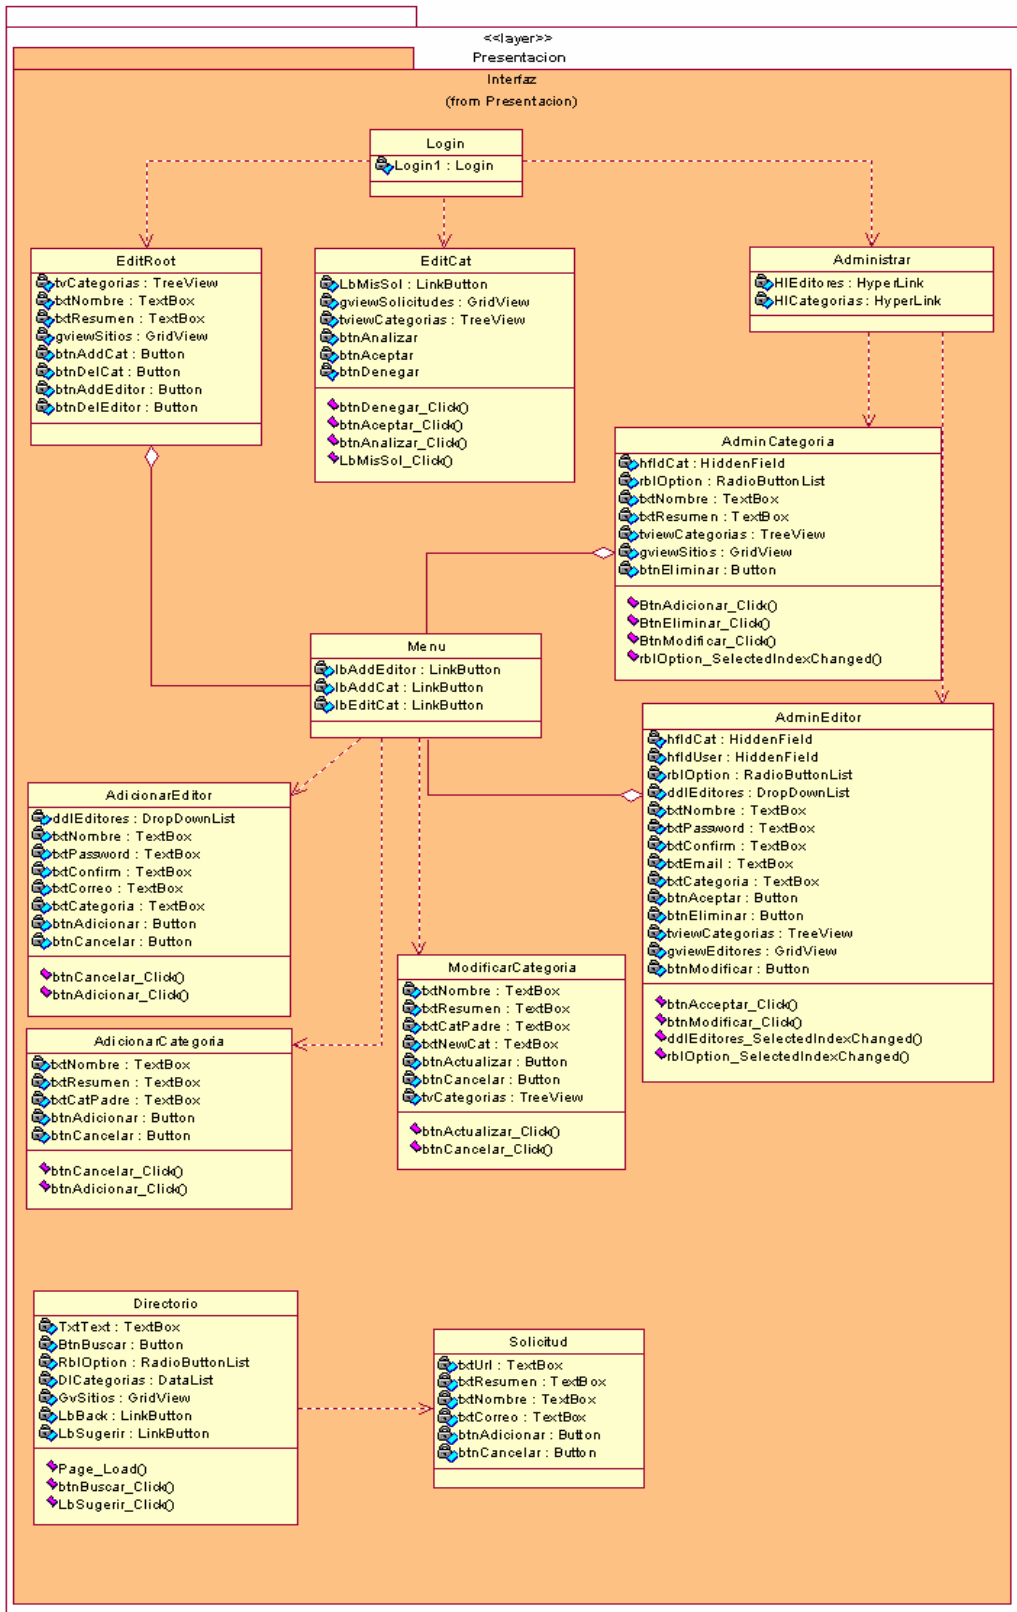 <<layer>>
Presentacion
Interfaz
(from Presentacion)
Login
Login1 : Login
EditRoot
tvCategorias : TreeView
txtNombre : TextBox
txtResumen : TextBox
gviewSitios : GridView
btnAddCat : Button
btnDelCat : Button
btnAddEditor : Button
btnDelEditor : Button
EditCat
LbMisSol : LinkButton
gviewSolicitudes : GridView
tviewCategorias : TreeView
btnAnalizar
btnAceptar
btnDenegar
btnDenegar_Click()
btnAceptar_Click()
btnAnalizar_Click()
LbMisSol_Click()
Administrar
HlEditores : HyperLink
HlCategorias : HyperLink
AdminCategoria
hfIdCat : HiddenField
rblOption : RadioButtonList
txtNombre : TextBox
txtResumen : TextBox
tviewCategorias : TreeView
gviewSitios : GridView
btnEliminar : Button
BtnAdicionar_Click()
BtnEliminar_Click()
BtnModificar_Click()
rblOption_SelectedIndexChanged()
Menu
lbAddEditor : LinkButton
lbAddCat : LinkButton
lbEditCat : LinkButton
AdminEditor
hfIdCat : HiddenField
hfIdUser : HiddenField
rblOption : RadioButtonList
ddlEditores : DropDownList
txtNombre : TextBox
txtPassword : TextBox
txtConfirm : TextBox
txtEmail : TextBox
txtCategoria : TextBox
btnAceptar : Button
btnEliminar : Button
tviewCategorias : TreeView
gviewEditores : GridView
btnModificar : Button
btnAcceptar_Click()
btnModificar_Click()
ddlEditores_SelectedIndexChanged()
rblOption_SelectedIndexChanged()
AdicionarEditor
ddlEditores : DropDownList
txtNombre : TextBox
txtPassword : TextBox
txtConfirm : TextBox
txtCorreo : TextBox
txtCategoria : TextBox
btnAdicionar : Button
btnCancelar : Button
btnCancelar_Click()
btnAdicionar_Click()
ModificarCategoria
txtNombre : TextBox
txtResumen : TextBox
txtCatPadre : TextBox
txtNewCat : TextBox
btnActualizar : Button
btnCancelar : Button
tvCategorias : TreeView
btnActualizar_Click()
btnCancelar_Click()
AdicionarCategoria
txtNombre : TextBox
txtResumen : TextBox
txtCatPadre : TextBox
btnAdicionar : Button
btnCancelar : Button
btnCancelar_Click()
btnAdicionar_Click()
Directorio
TxtText : TextBox
BtnBuscar : Button
RblOption : RadioButtonList
DlCategorias : DataList
GvSitios : GridView
LbBack : LinkButton
LbSugerir : LinkButton
Page_Load()
btnBuscar_Click()
LbSugerir_Click()
Solicitud
txtUrl : TextBox
txtResumen : TextBox
txtNombre : TextBox
txtCorreo : TextBox
btnAdicionar : Button
btnCancelar : Button